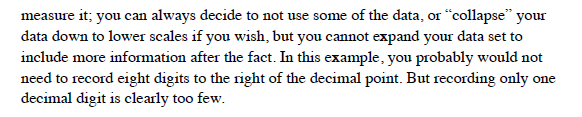 measure it; you can always decide to not use some of the data, or “collapse” your
data down to lower scales if you wish, but you cannot expand your data set to
include more information after the fact. In this example, you probably would not
need to record eight digits to the right of the decimal point. But recording only one
decimal digit is clearly too few.